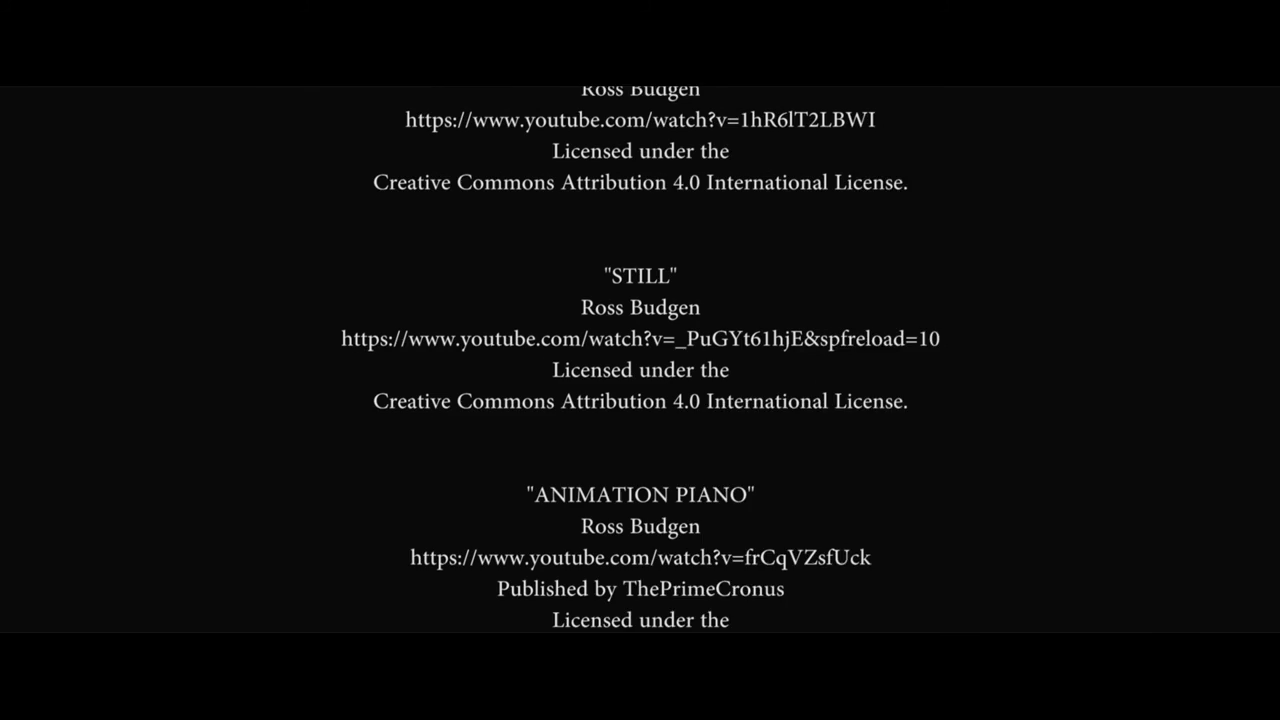 Ross Budgen
https://www.youtube.com/watch?v=1hR6lT2LBWI
Licensed under the
Creative Commons Attribution 4.0 International License.
"STILL"
Ross Budgen
https://www.youtube.com/watch?v=_PuGYt61hjE&spfreload=10
Licensed under the
Creative Commons Attribution 4.0 International License.
"ANIMATION PIANO"
Ross Budgen
https://www.youtube.com/watch?v=frCqVZsfUck
Published by ThePrimeCronus
Licensed under the